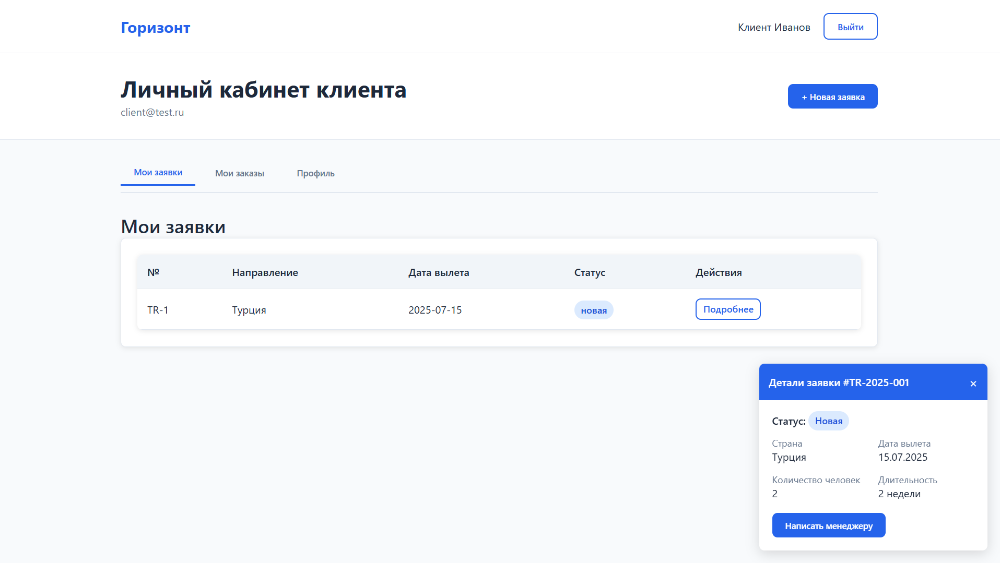 Горизонт
Клиент Иванов
Выйти
Личный кабинет клиента
client@test.ru
+ Новая заявка
Мои заявки
Мои заказы
Профиль
Мои заявки
№ Направление Дата вылета Статус Действия
TR-1 Турция 2025-07-15 новая Подробнее
Детали заявки #TR-2025-001 ×
Статус: Новая
Страна Дата вылета
Турция 15.07.2025
Количество человек Длительность
2 2 недели
Написать менеджеру